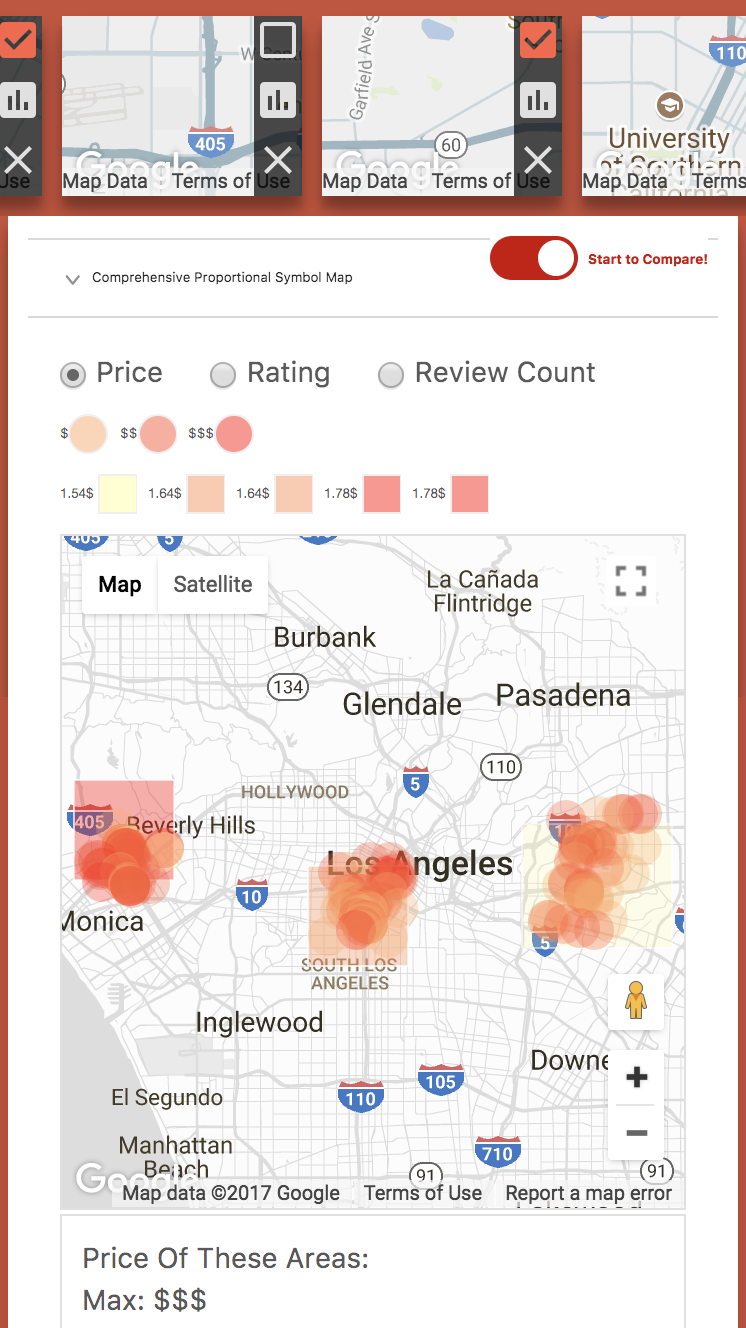 W Cent
405
Google
Map Data Terms of Use
Garfield Ave S
60
Google
Map Data Terms of Use
110
University
of Southern
California
Map Data Terms
Use
Comprehensive Proportional Symbol Map
Start to Compare!
Price Rating Review Count
$ $$ $$$
1.54$ 1.64$ 1.64$ 1.78$ 1.78$
405 5
Map Satellite
La Cañada
Flintridge
Burbank
134
Glendale Pasadena
110
5
HOLLYWOOD
405 Beverly Hills
Los Angeles
10
Monica
5
SOUTH LOS
ANGELES
Inglewood
Downe
105
El Segundo 110
Manhattan
Beach
710
91 91
Google Map data ©2017 Google Terms of Use Report a map error
Price Of These Areas:
Max: $$$